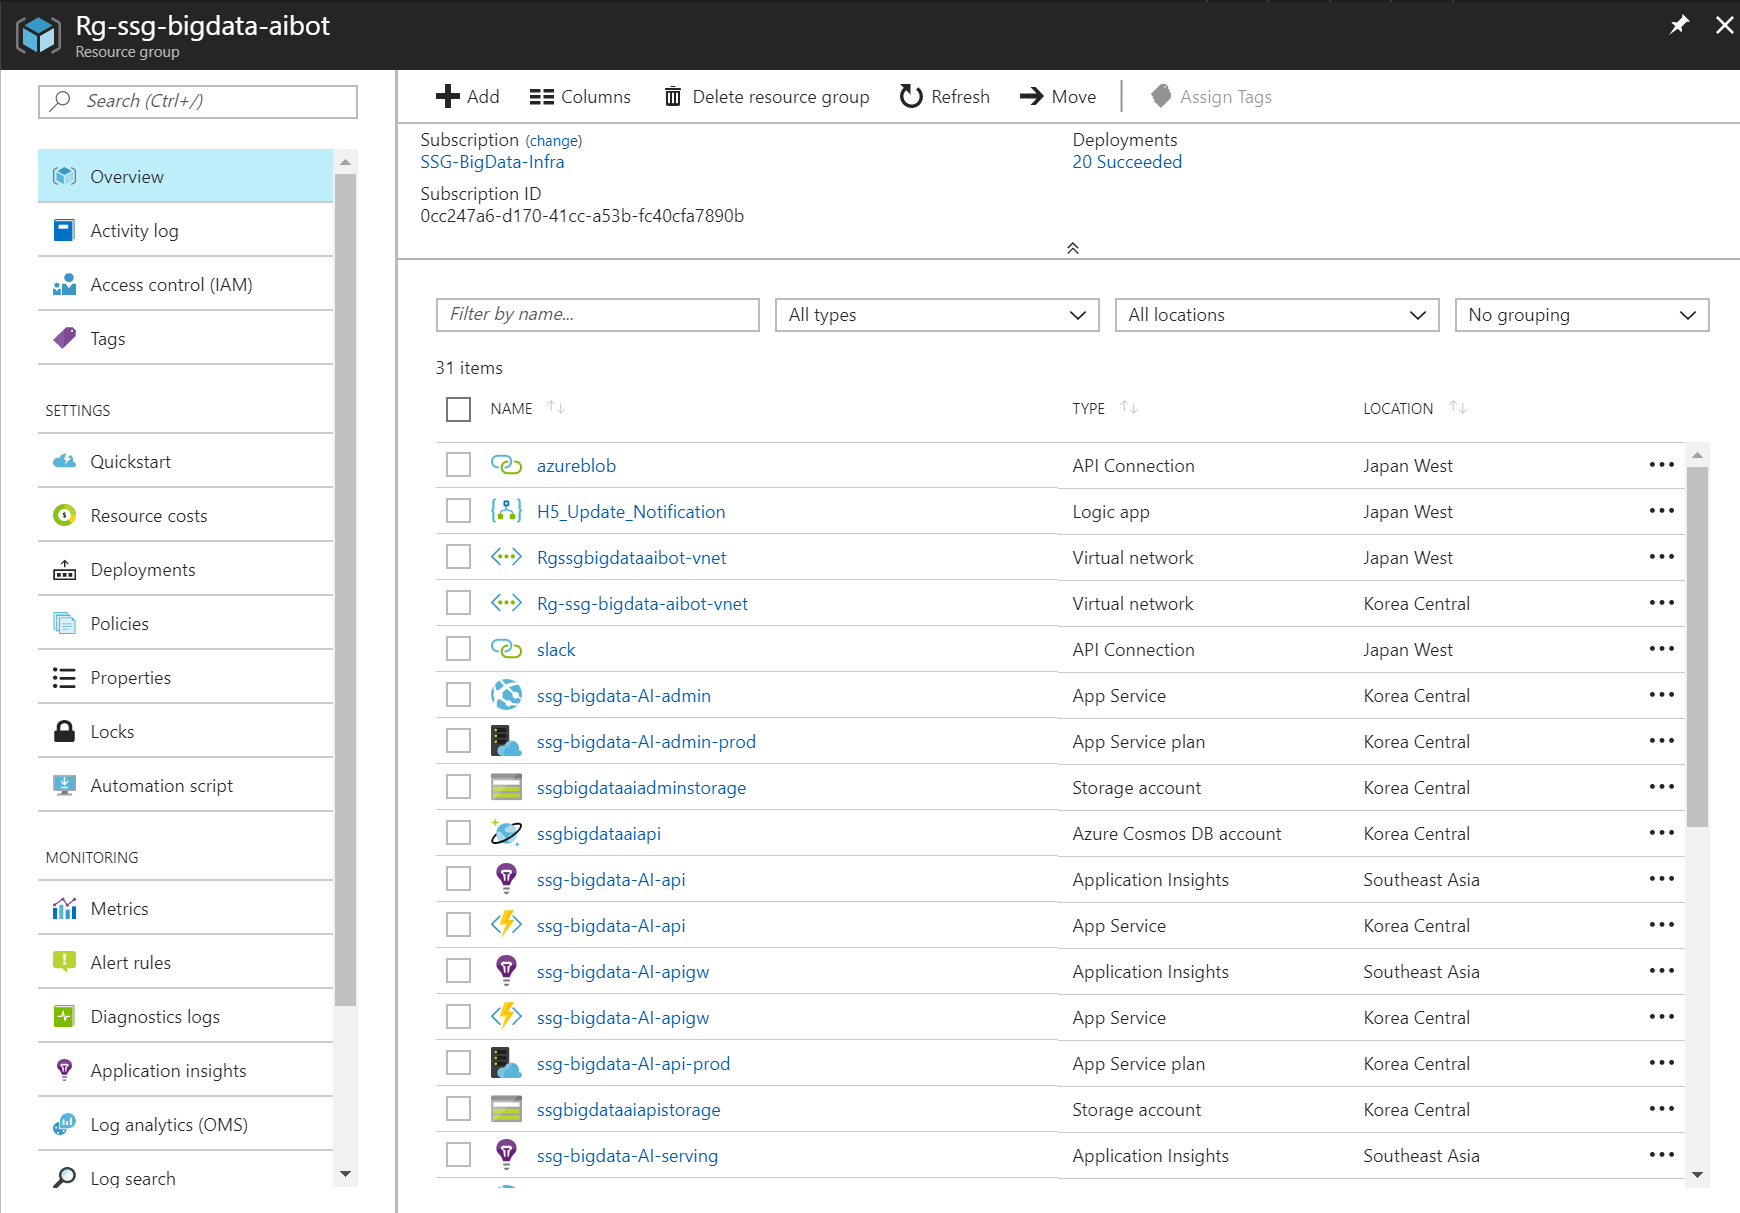 Rg-ssg-bigdata-aibot
Resource group
Search (Ctrl+/)
Overview
Activity log
Access control (IAM)
Tags
SETTINGS
Quickstart
Resource costs
Deployments
Policies
Properties
Locks
Automation script
MONITORING
Metrics
Alert rules
Diagnostics logs
Application insights
Log analytics (OMS)
Log search
Add Columns Delete resource group Refresh Move Assign Tags
Subscription (change)
SSG-BigData-Infra
Subscription ID
0cc247a6-d170-41cc-a53b-fc40cfa7890b
Deployments
20 Succeeded
Filter by name... All types All locations No grouping
31 items
NAME TYPE LOCATION
azureblob API Connection Japan West
H5_Update_Notification Logic app Japan West
Rgssgbigdataaibot-vnet Virtual network Japan West
Rg-ssg-bigdata-aibot-vnet Virtual network Korea Central
slack API Connection Japan West
ssg-bigdata-AI-admin App Service Korea Central
ssg-bigdata-AI-admin-prod App Service plan Korea Central
ssgbigdataaiadminstorage Storage account Korea Central
ssgbigdataaiapi Azure Cosmos DB account Korea Central
ssg-bigdata-AI-api Application Insights Southeast Asia
ssg-bigdata-AI-api App Service Korea Central
ssg-bigdata-AI-apigw Application Insights Southeast Asia
ssg-bigdata-AI-apigw App Service Korea Central
ssg-bigdata-AI-api-prod App Service plan Korea Central
ssgbigdataaiapistorage Storage account Korea Central
ssg-bigdata-AI-serving Application Insights Southeast Asia